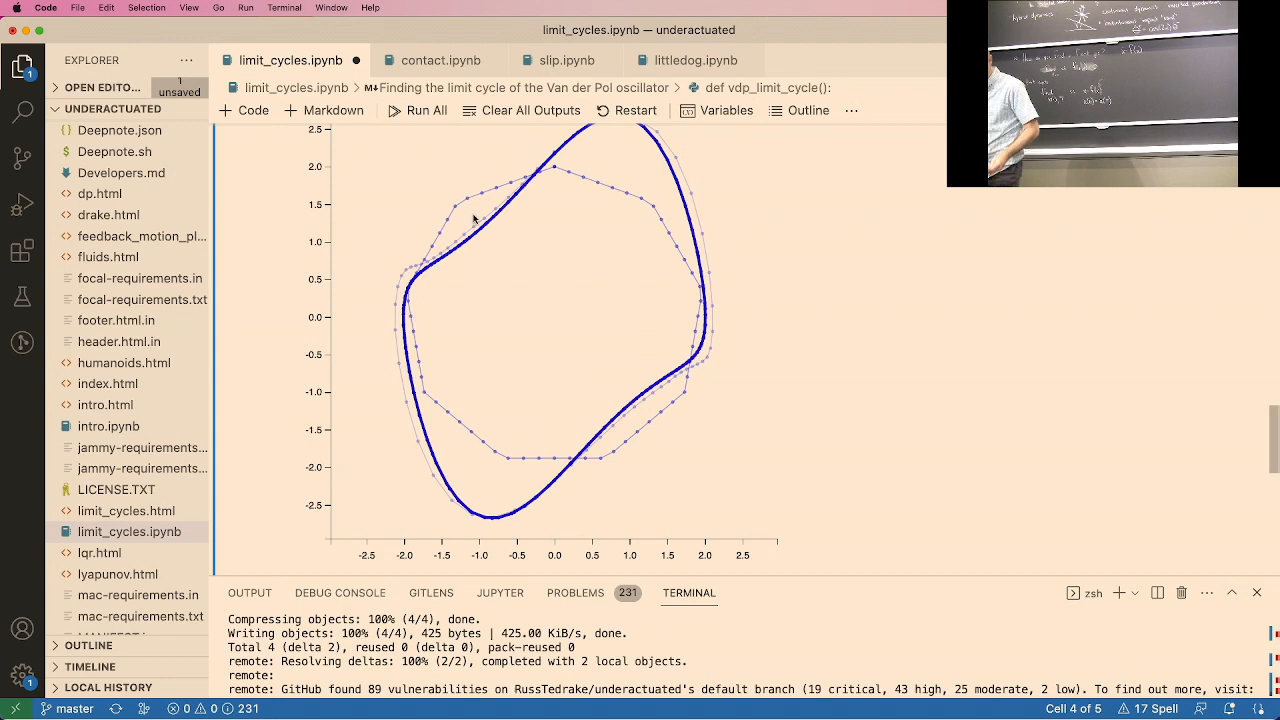 Code File Edit Selection View Go Run Terminal Window Help
limit_cycles.ipynb — underactuated
EXPLORER
limit_cycles.ipynb
contact.ipynb
slip.ipynb
littledog.ipynb
OPEN EDITO...
1 unsaved
limit_cycles.ipynb > Finding the limit cycle of the Van der Pol oscillator > def vdp_limit_cycle():
UNDERACTUATED
+ Code + Markdown Run All Clear All Outputs Restart Variables Outline ...
Deepnote.json
Deepnote.sh
Developers.md
dp.html
drake.html
feedback_motion_pl...
fluids.html
focal-requirements.in
focal-requirements.txt
footer.html.in
header.html.in
humanoids.html
index.html
intro.html
intro.ipynb
jammy-requirements...
jammy-requirements...
LICENSE.TXT
limit_cycles.html
limit_cycles.ipynb
lqr.html
lyapunov.html
mac-requirements.in
mac-requirements.txt
OUTLINE
TIMELINE
LOCAL HISTORY
2.5
2.0
1.5
1.0
0.5
0.0
-0.5
-1.0
-1.5
-2.0
-2.5
-2.5 -2.0 -1.5 -1.0 -0.5 0.0 0.5 1.0 1.5 2.0 2.5
OUTPUT DEBUG CONSOLE GITLENS JUPYTER PROBLEMS 231 TERMINAL
zsh
Compressing objects: 100% (4/4), done.
Writing objects: 100% (4/4), 425 bytes | 425.00 KiB/s, done.
Total 4 (delta 2), reused 0 (delta 0), pack-reused 0
remote: Resolving deltas: 100% (2/2), completed with 2 local objects.
remote:
remote: GitHub found 89 vulnerabilities on RussTedrake/underactuated's default branch (19 critical, 43 high, 25 moderate, 2 low). To find out more, visit:
master 0 0 231
Cell 4 of 5 17 Spell